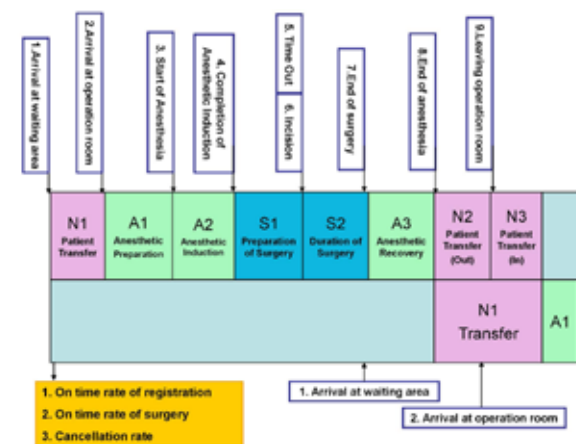 1.Arrival at waiting area
2.Arrival at operation room
3. Start of Anesthesia
4. Completion of
Anesthetic Induction
5. Time Out
6. Incision
7.End of surgery
8.End of anesthesia
9.Leaving operation room
N1
Patient
Transfer
A1
Anesthetic
Preparation
A2
Anesthetic
Induction
S1
Preparation
of Surgery
S2
Duration of
Surgery
A3
Anesthetic
Recovery
N2
Patient
Transfer
(Out)
N3
Patient
Transfer
(In)
N1
Transfer
A1
1. On time rate of registration
2. On time rate of surgery
3. Cancellation rate
1. Arrival at waiting area
2. Arrival at operation room